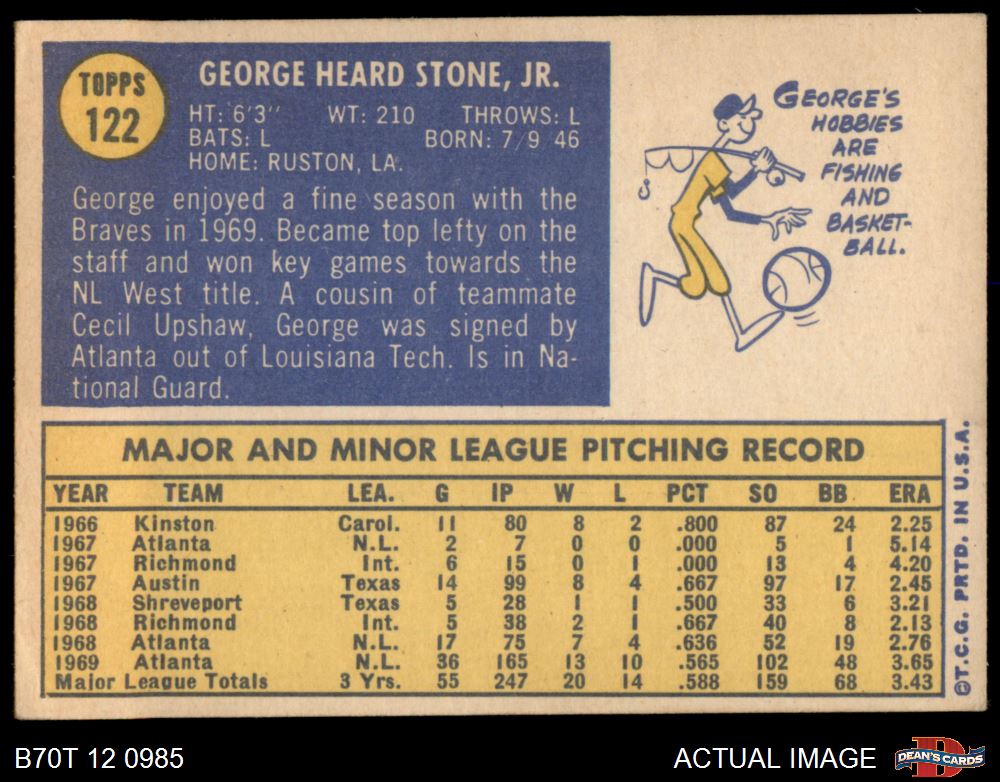 TOPPS
122
GEORGE HEARD STONE, JR.
HT: 6'3'' WT: 210 THROWS: L
BATS: L BORN: 7/9 46
HOME: RUSTON, LA.
George enjoyed a fine season with the
Braves in 1969. Became top lefty on the
staff and won key games towards the
NL West title. A cousin of teammate
Cecil Upshaw, George was signed by
Atlanta out of Louisiana Tech. Is in Na-
tional Guard.
GEORGE'S
HOBBIES
ARE
FISHING
AND
BASKET-
BALL.
MAJOR AND MINOR LEAGUE PITCHING RECORD
YEAR TEAM LEA. G IP W L PCT SO BB ERA
1966 Kinston Carol. 11 80 8 2 .800 87 24 2.25
1967 Atlanta N.L. 2 7 0 0 .000 5 1 5.14
1967 Richmond Int. 6 15 0 1 .000 13 4 4.20
1967 Austin Texas 14 99 8 4 .667 97 17 2.45
1968 Shreveport Texas 5 28 1 1 .500 33 6 3.21
1968 Richmond Int. 5 38 2 1 .667 40 8 2.13
1968 Atlanta N.L. 17 75 7 4 .636 52 19 2.76
1969 Atlanta N.L. 36 165 13 10 .565 102 48 3.65
Major League Totals 3 Yrs. 55 247 20 14 .588 159 68 3.43
©T.C.G. PRTD. IN U.S.A.
B70T 12 0985
ACTUAL IMAGE
D
DEAN'S CARDS